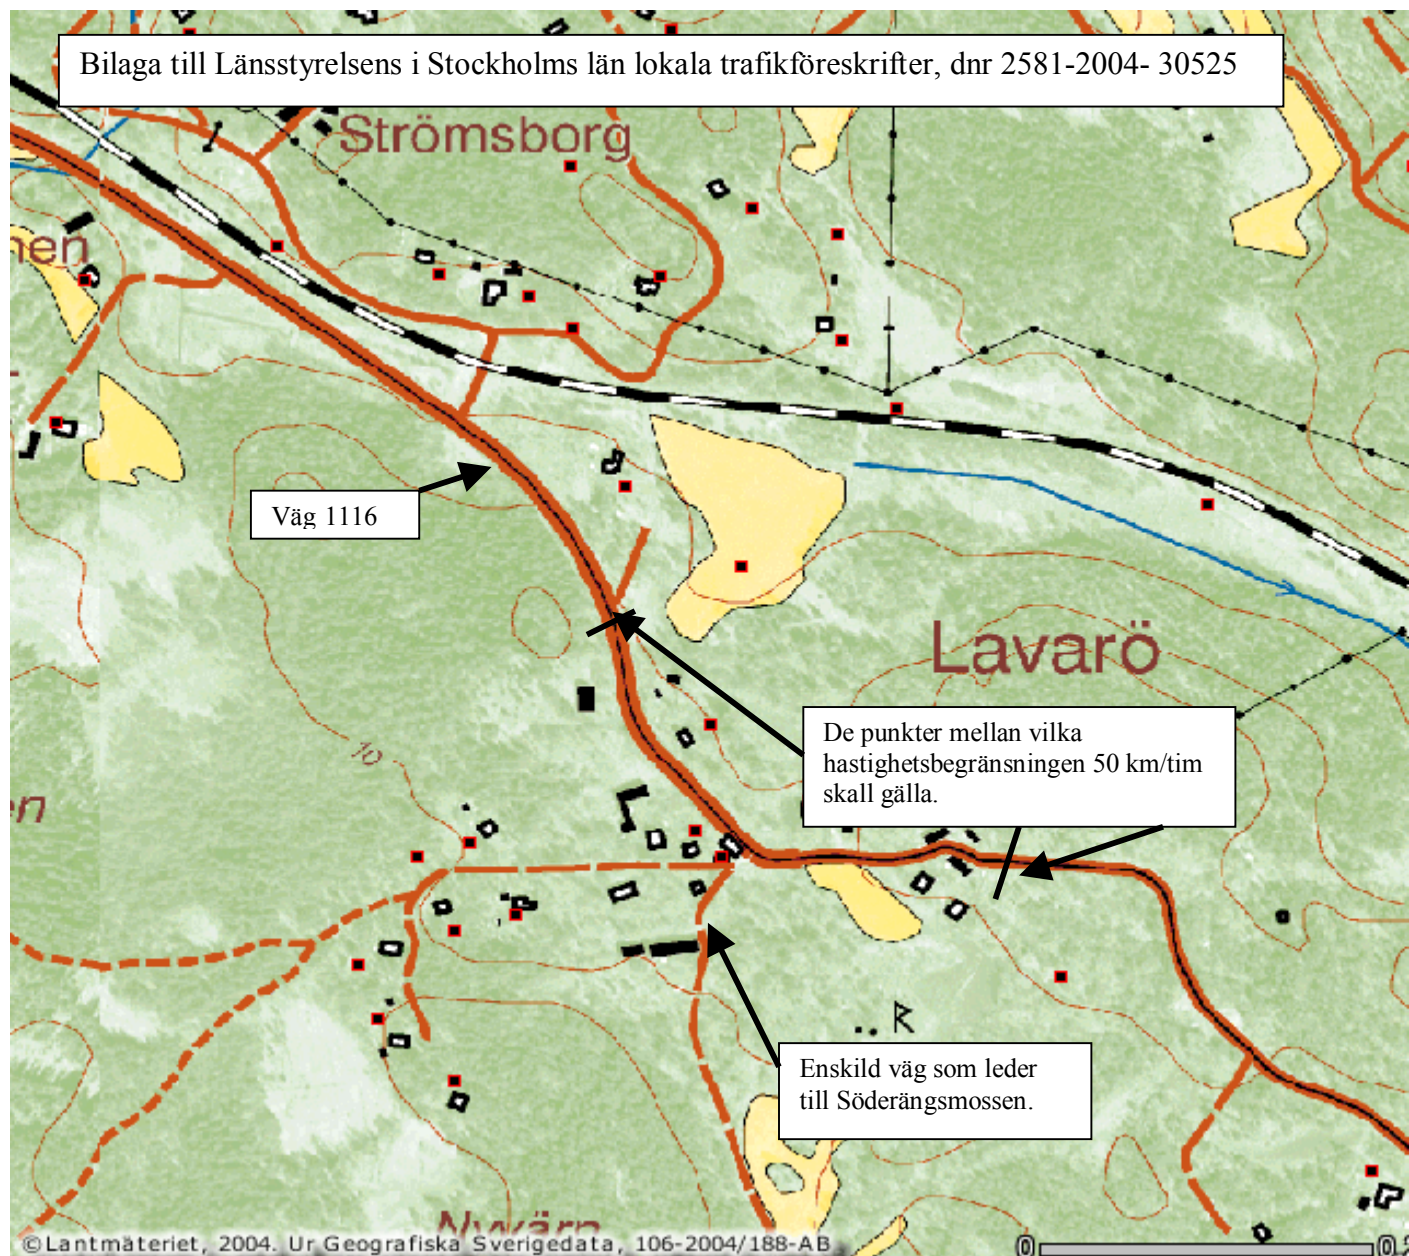 Bilaga till Länsstyrelsens i Stockholms län lokala trafikföreskrifter, dnr 2581-2004- 30525
Strömsborg
nen
Väg 1116
Lavarö
De punkter mellan vilka
hastighetsbegränsningen 50 km/tim
skall gälla.
10
en
R
Enskild väg som leder
till Söderängsmossen.
©Lantmäteriet, 2004. Ur Geografiska Sverigedata, 106-2004/188-AB
0